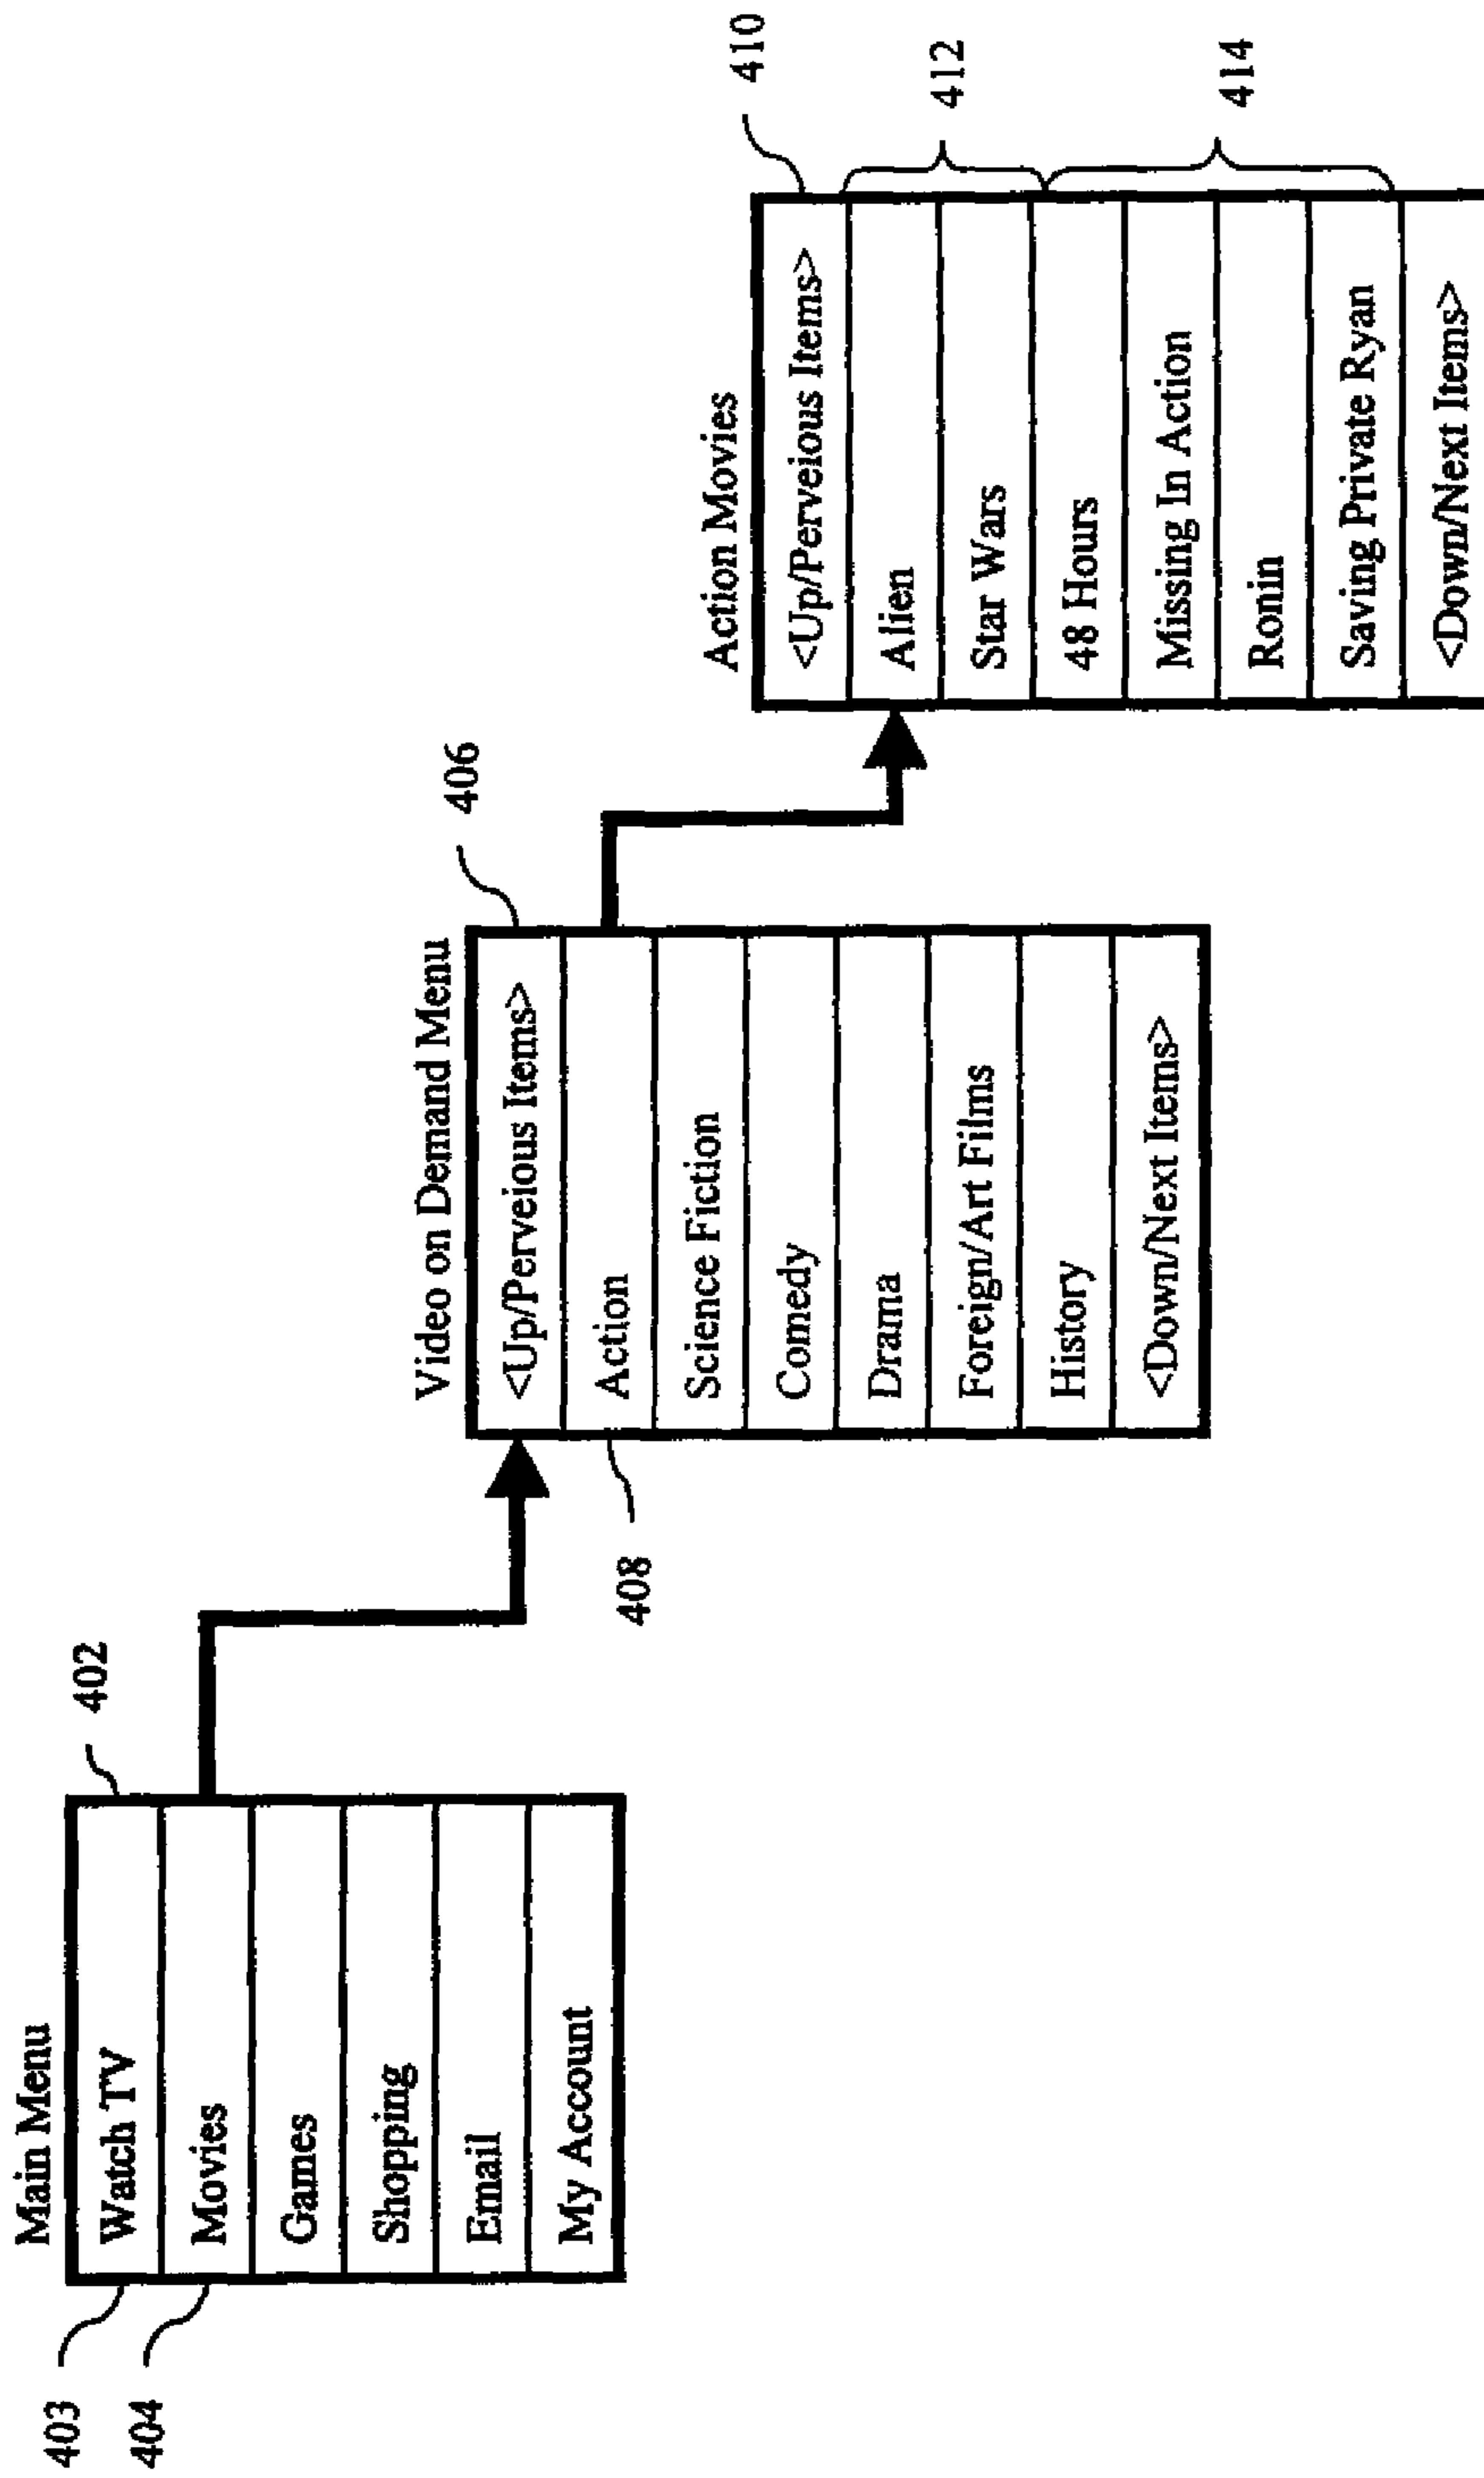 Main Menu
402
403
Watch TV
404
Movies
Games
Shopping
Email
My Account
Video on Demand Menu
406
<Up/Perveious Items>
408
Action
Science Fiction
Comedy
Drama
Foreign/Art Films
History
<Down/Next Items>
Action Movies
410
<Up/Perveious Items>
412
Alien
Star Wars
414
48 Hours
Missing In Action
Ronin
Saving Private Ryan
<Down/Next Items>